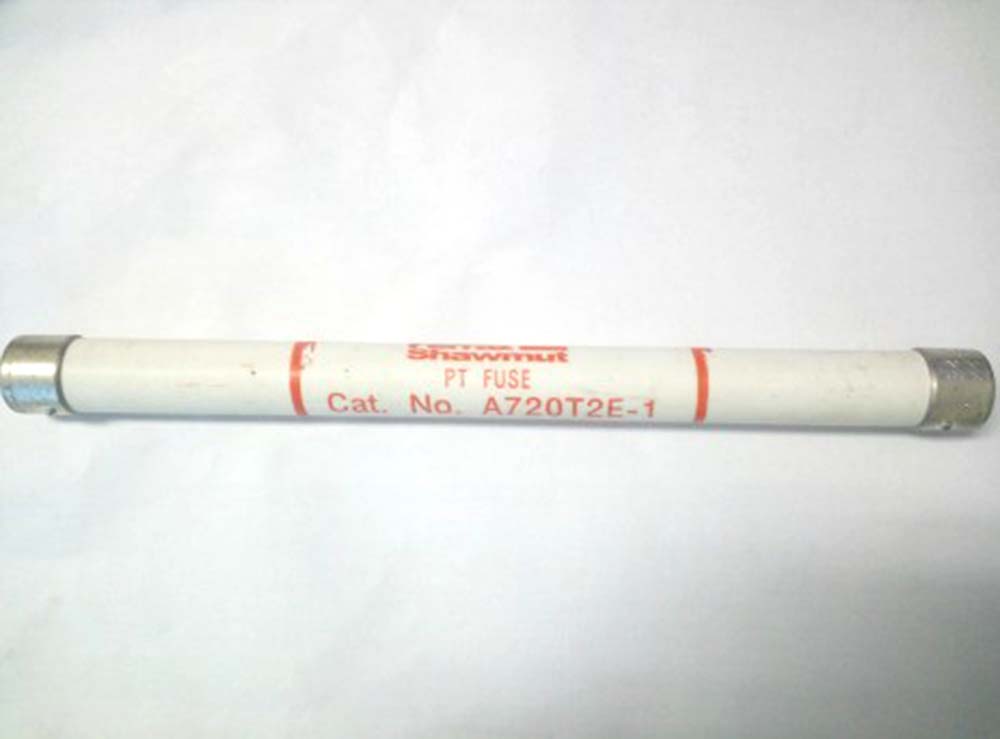 Shawmut
PT FUSE
Cat. No. A720T2E-1